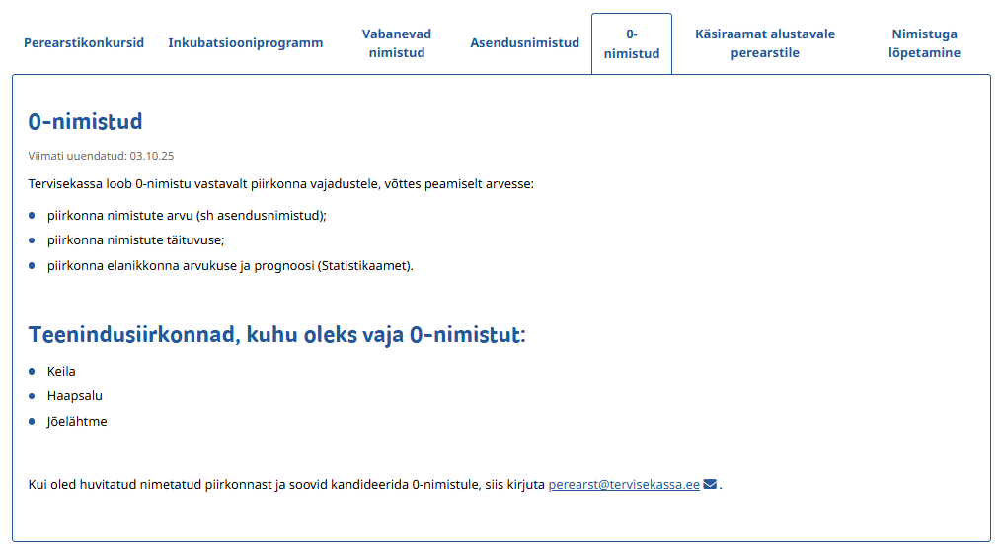 Perearstikonkursid
Inkubatsiooniprogramm
Vabanevad
nimistud
Asendusnimistud
0-
nimistud
Käsiraamat alustavale
perearstile
Nimistuga
lõpetamine
0-nimistud
Viimati uuendatud: 03.10.25
Tervisekassa loob 0-nimistu vastavalt piirkonna vajadustele, võttes peamiselt arvesse:
piirkonna nimistute arvu (sh asendusnimistud);
piirkonna nimistute täituvuse;
piirkonna elanikkonna arvukuse ja prognoosi (Statistikaamet).
Teenindusiirkonnad, kuhu oleks vaja 0-nimistut:
Keila
Haapsalu
Jõelähtme
Kui oled huvitatud nimetatud piirkonnast ja soovid kandideerida 0-nimistule, siis kirjuta perearst@tervisekassa.ee .